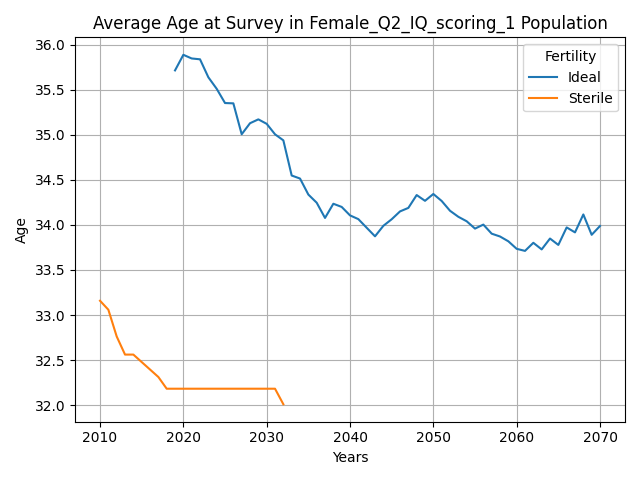 Average Age at Survey in Female_Q2_IQ_scoring_1 Population
Fertility
Ideal
Sterile
Age
36.0
35.5
35.0
34.5
34.0
33.5
33.0
32.5
32.0
2010 2020 2030 2040 2050 2060 2070
Years